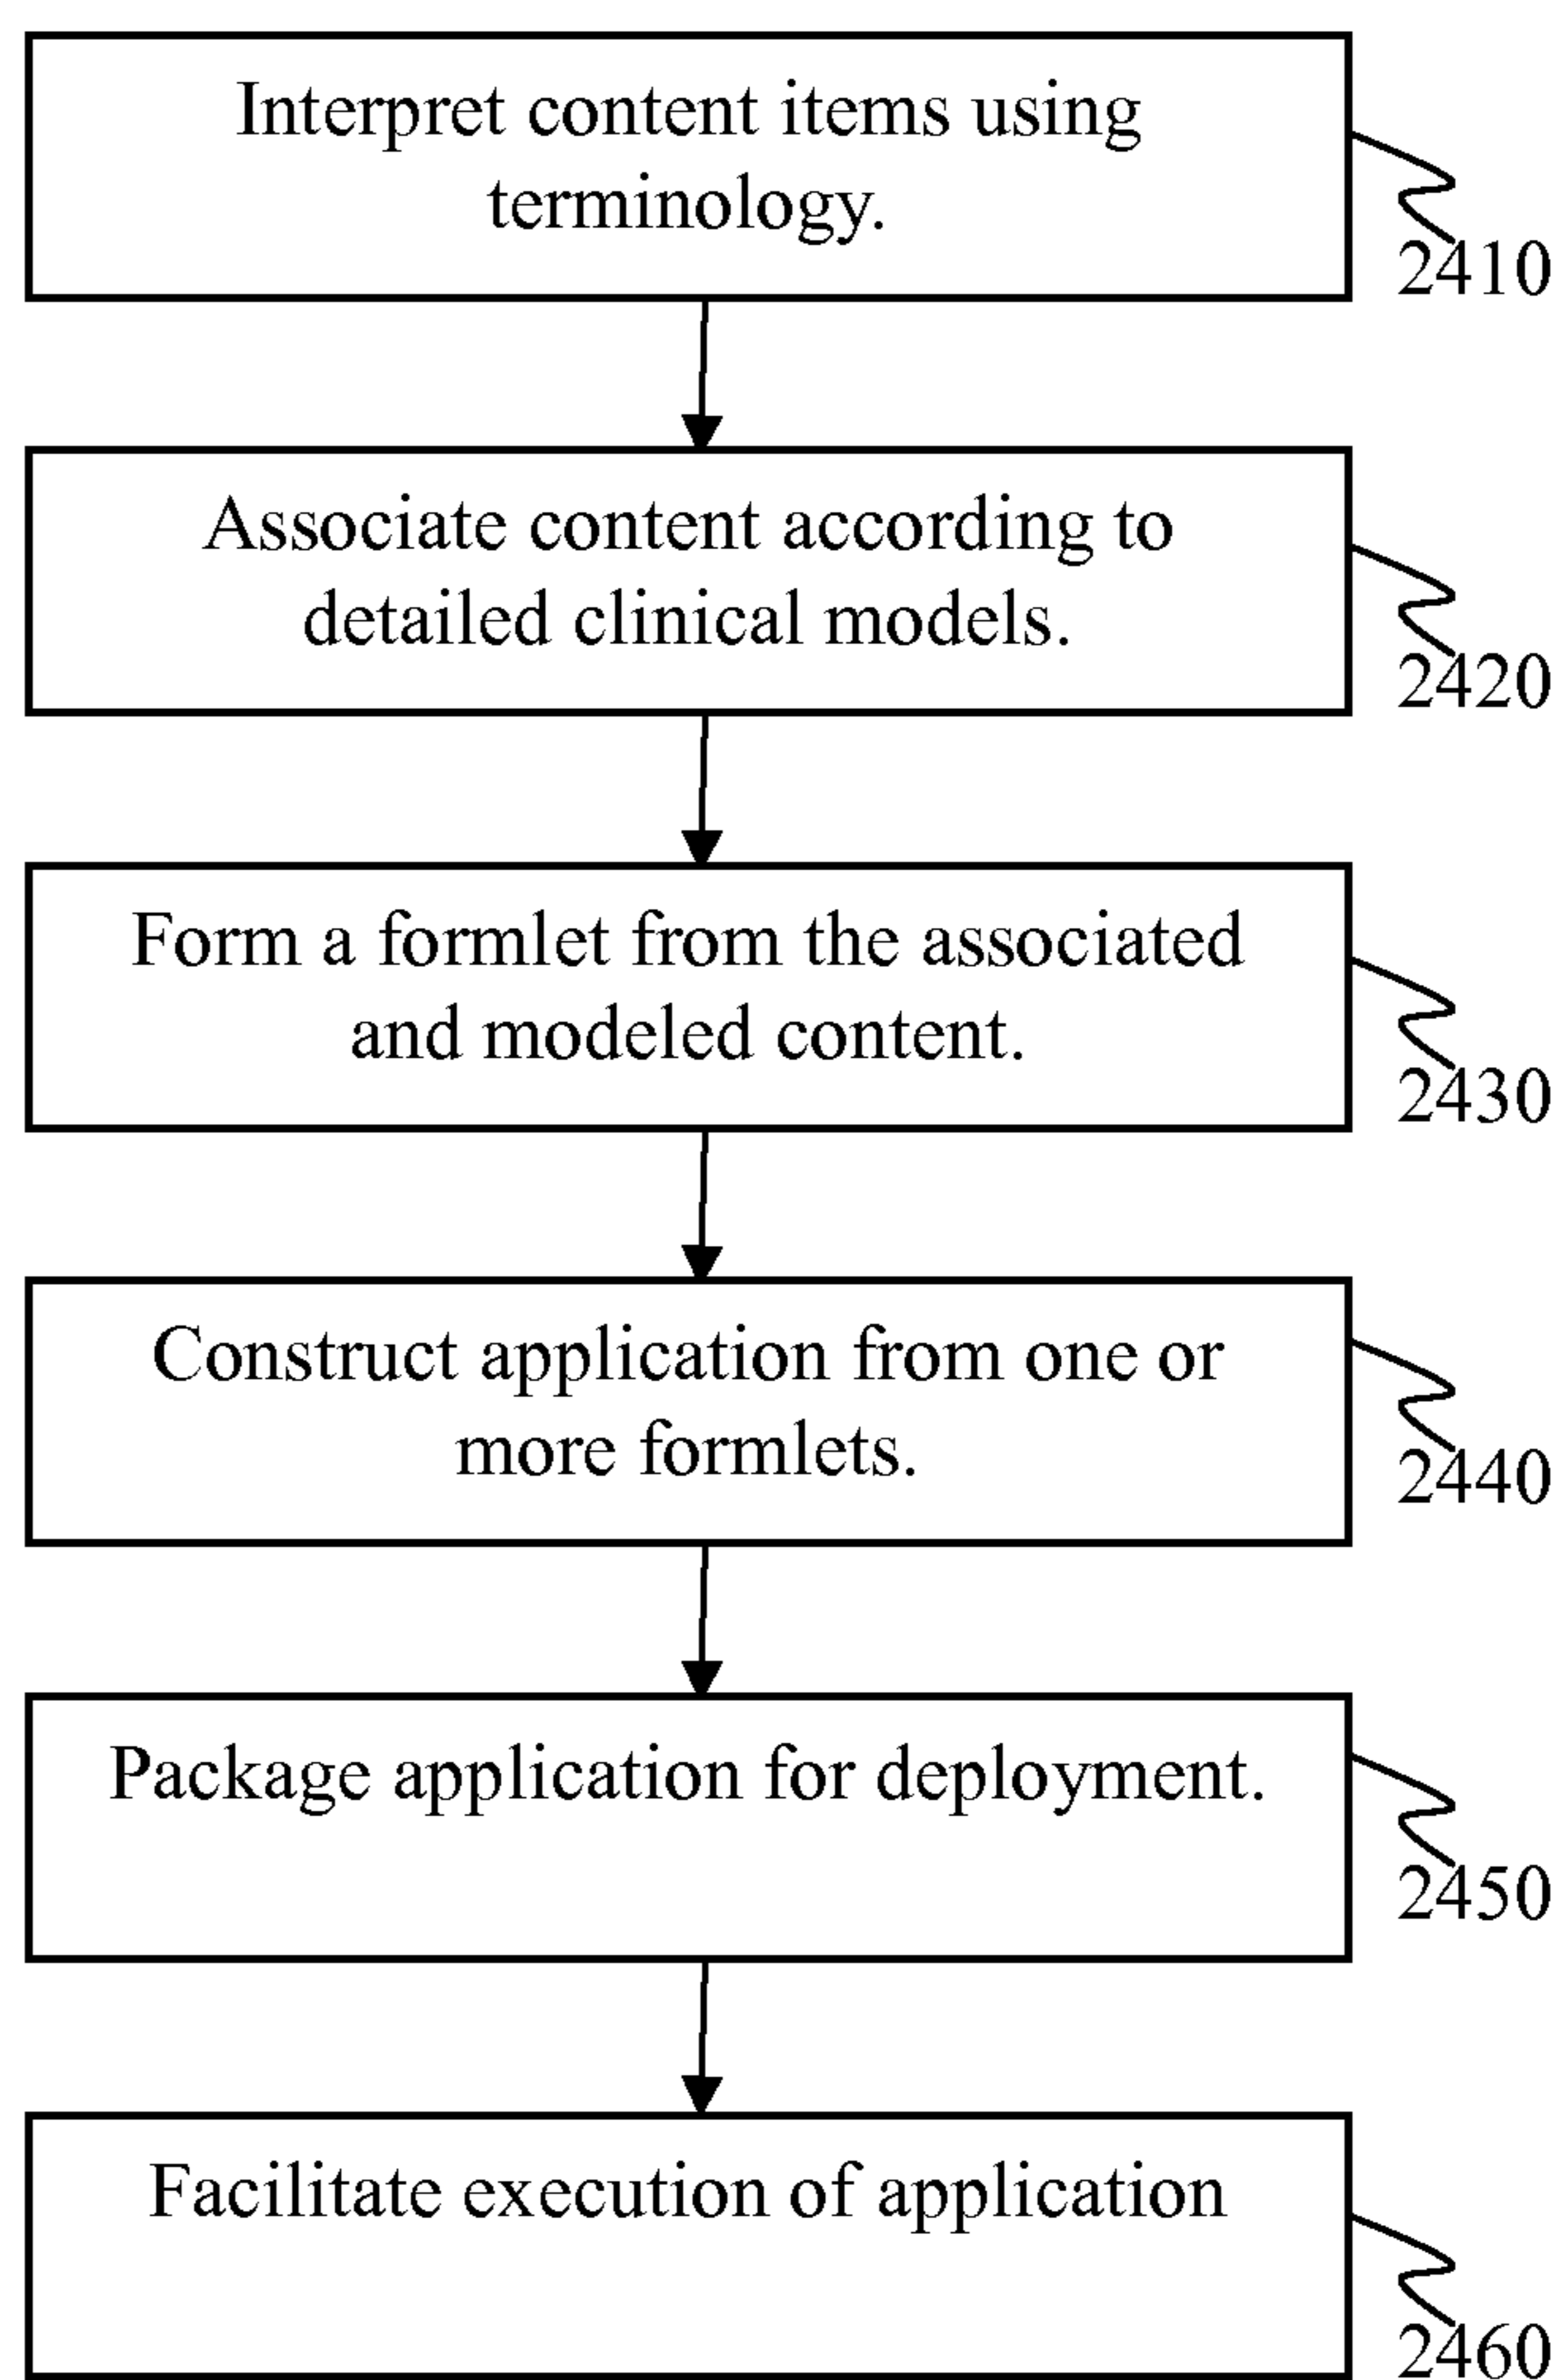 Interpret content items using
terminology.
2410
Associate content according to
detailed clinical models.
2420
Form a formlet from the associated
and modeled content.
2430
Construct application from one or
more formlets.
2440
Package application for deployment.
2450
Facilitate execution of application
2460